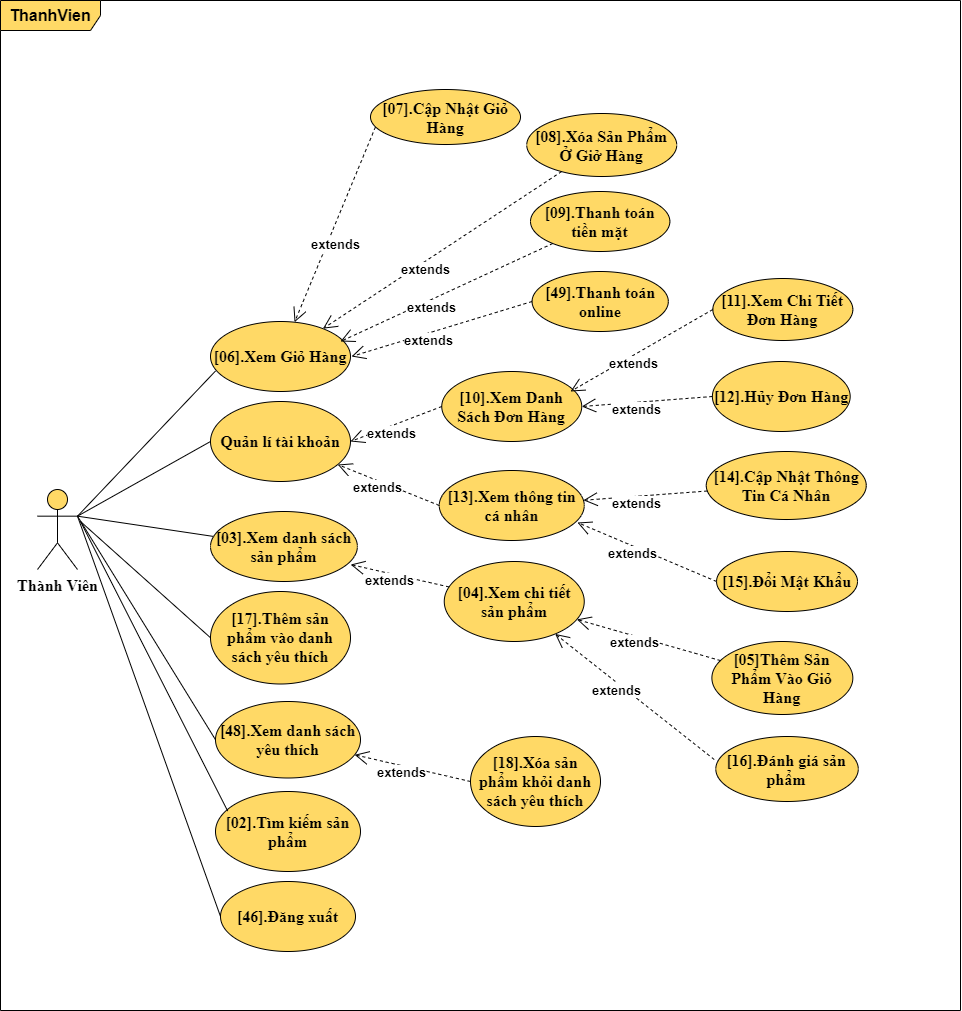 ThanhVien
[07].Cập Nhật Giỏ
Hàng
[08].Xóa Sản Phẩm
Ở Giở Hàng
[09].Thanh toán
tiền mặt
extends
extends
[49].Thanh toán
online
extends
extends
[06].Xem Giỏ Hàng
[11].Xem Chi Tiết
Đơn Hàng
extends
[10].Xem Danh
Sách Đơn Hàng
[12].Hủy Đơn Hàng
extends
Quản lí tài khoản
extends
extends
[13].Xem thông tin
cá nhân
[14].Cập Nhật Thông
Tin Cá Nhân
extends
Thành Viên
[03].Xem danh sách
sản phẩm
extends
extends
[15].Đổi Mật Khẩu
[04].Xem chi tiết
sản phẩm
[17].Thêm sản
phẩm vào danh
sách yêu thích
extends
extends
[05]Thêm Sản
Phẩm Vào Giỏ
Hàng
[48].Xem danh sách
yêu thích
extends
[18].Xóa sản
phẩm khỏi danh
sách yêu thích
[16].Đánh giá sản
phẩm
[02].Tìm kiếm sản
phẩm
[46].Đăng xuất